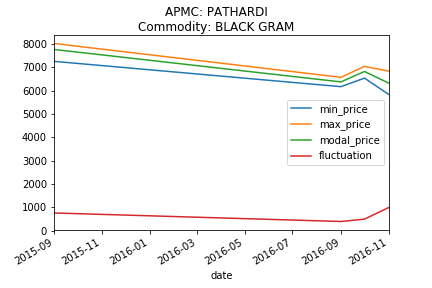 APMC: PATHARDI
Commodity: BLACK GRAM
8000
7000
6000
5000
4000
3000
2000
1000
0
min_price
max_price
modal_price
fluctuation
2015-09
2015-11
2016-01
2016-03
2016-05
2016-07
2016-09
2016-11
date